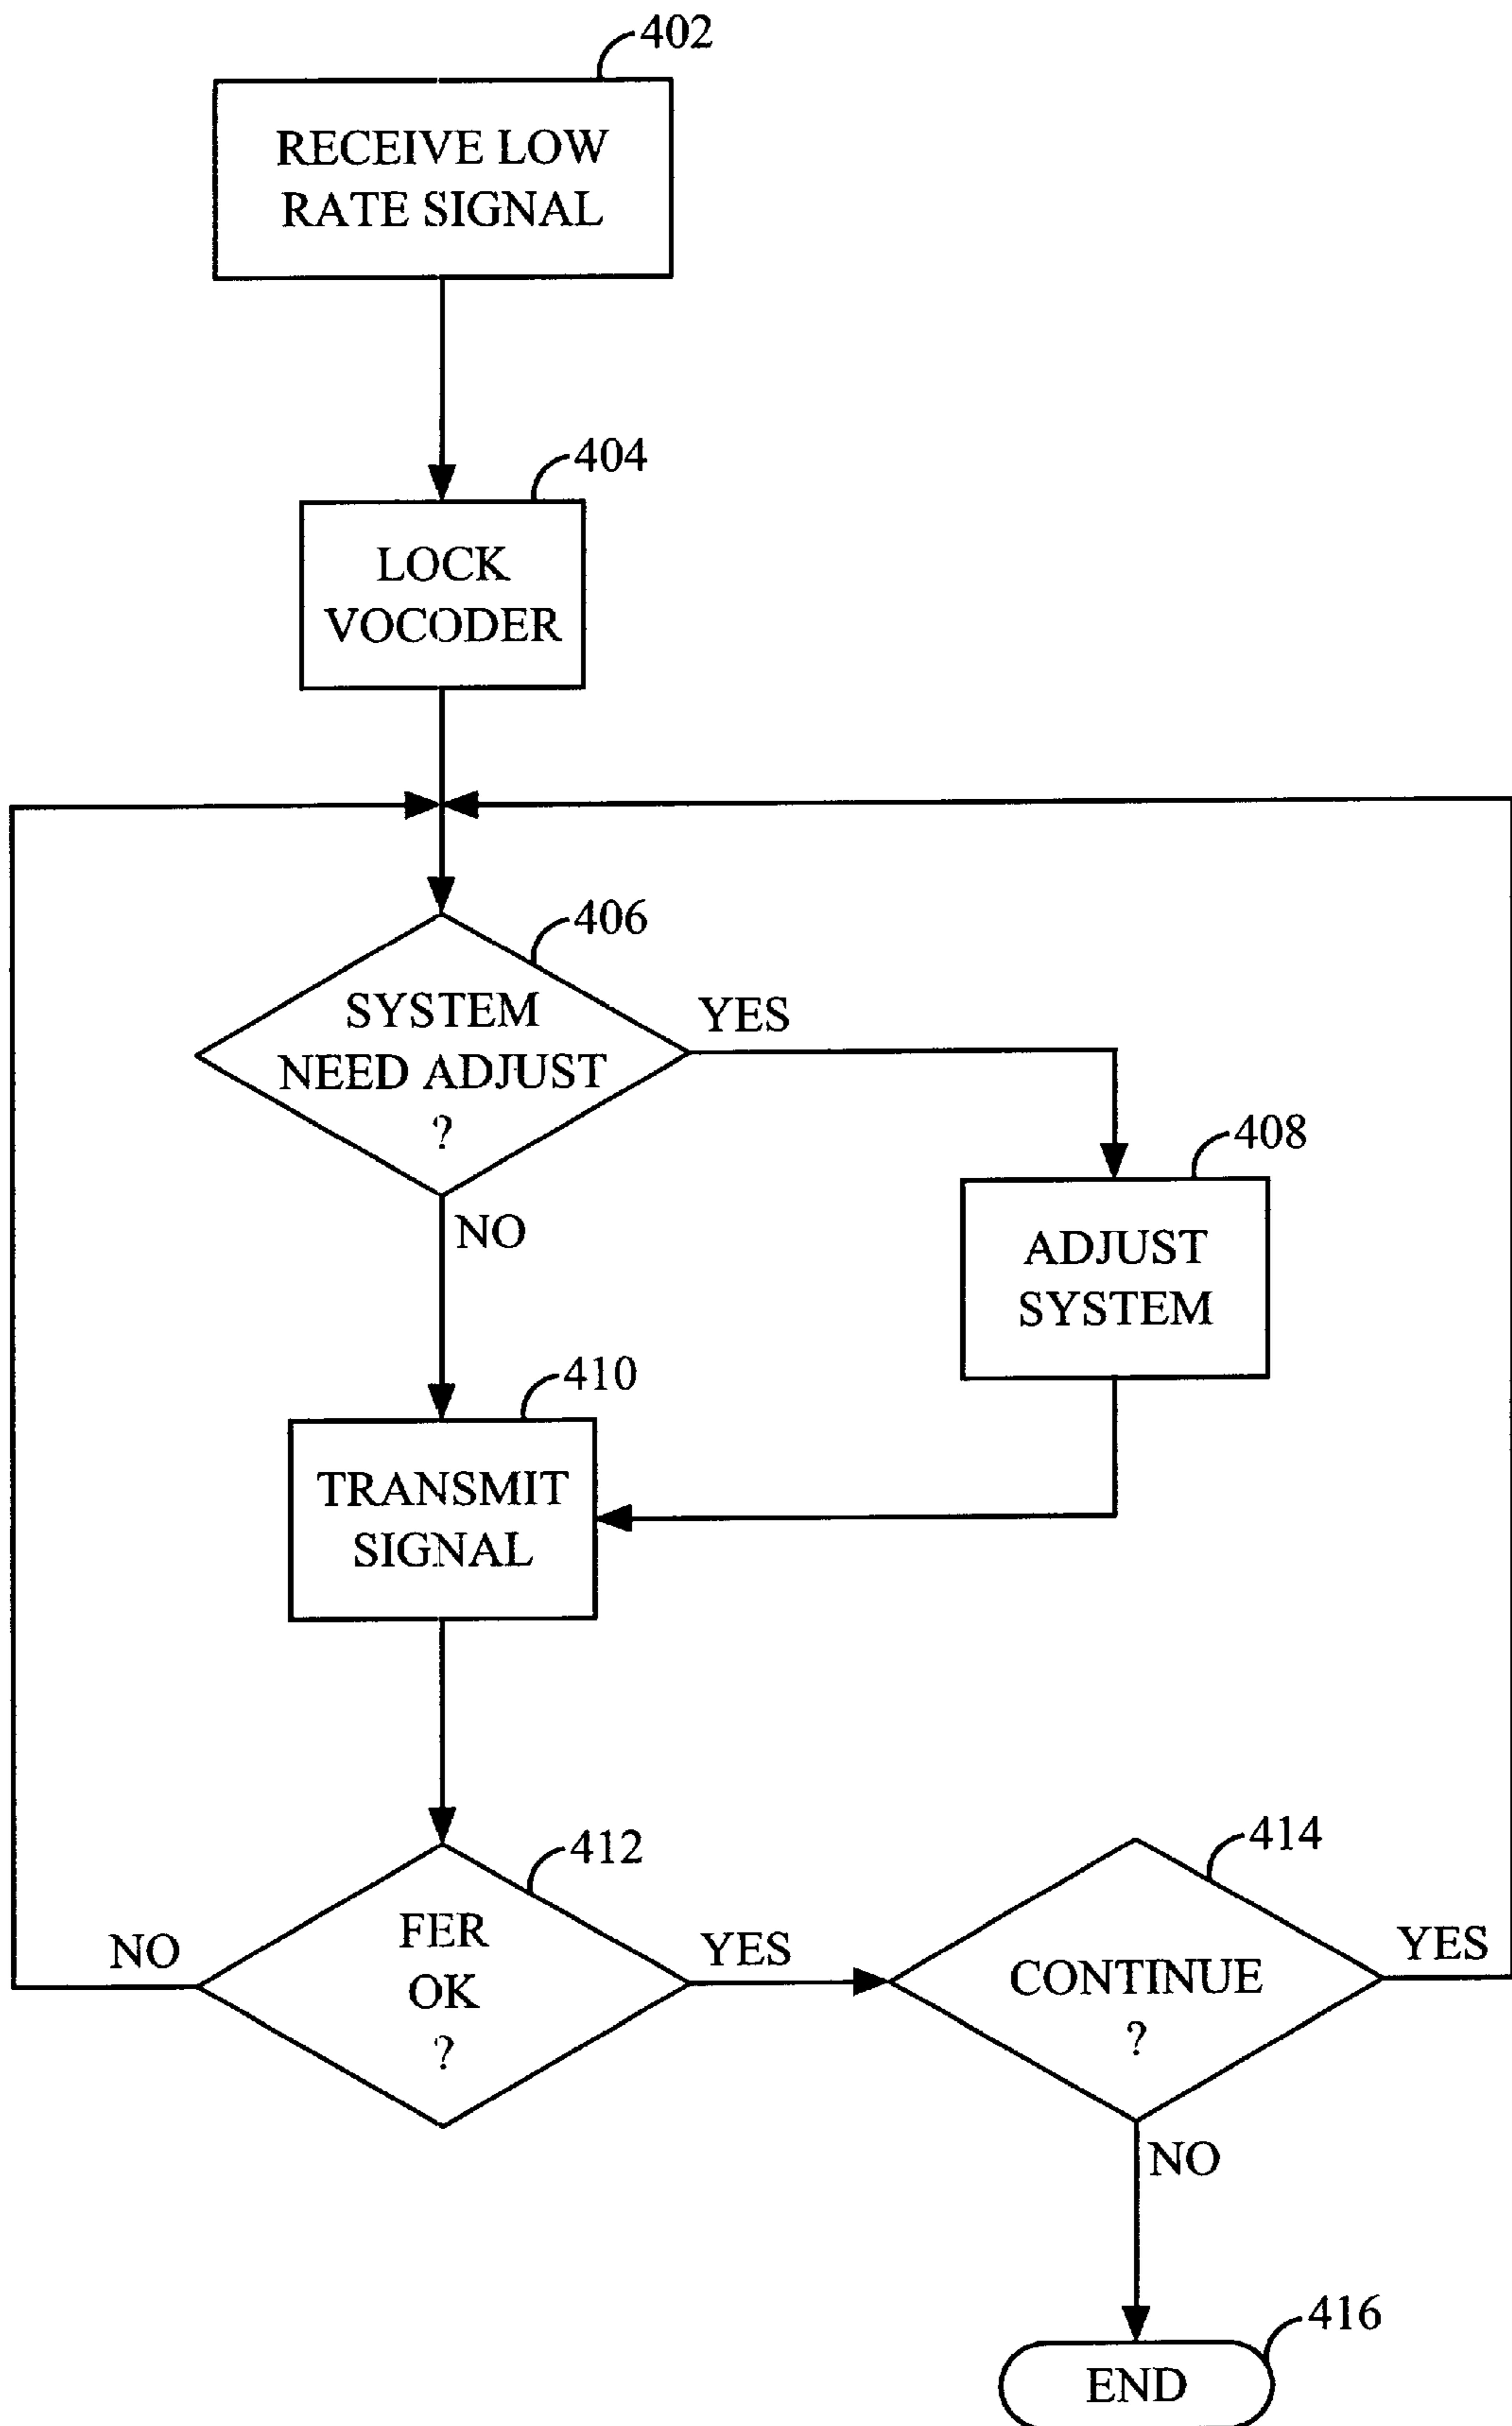 402
RECEIVE LOW
RATE SIGNAL
404
LOCK
VOCODER
406
SYSTEM
NEED ADJUST
?
YES
NO
408
ADJUST
SYSTEM
410
TRANSMIT
SIGNAL
412
FER
OK
?
NO
YES
414
CONTINUE
?
YES
NO
416
END